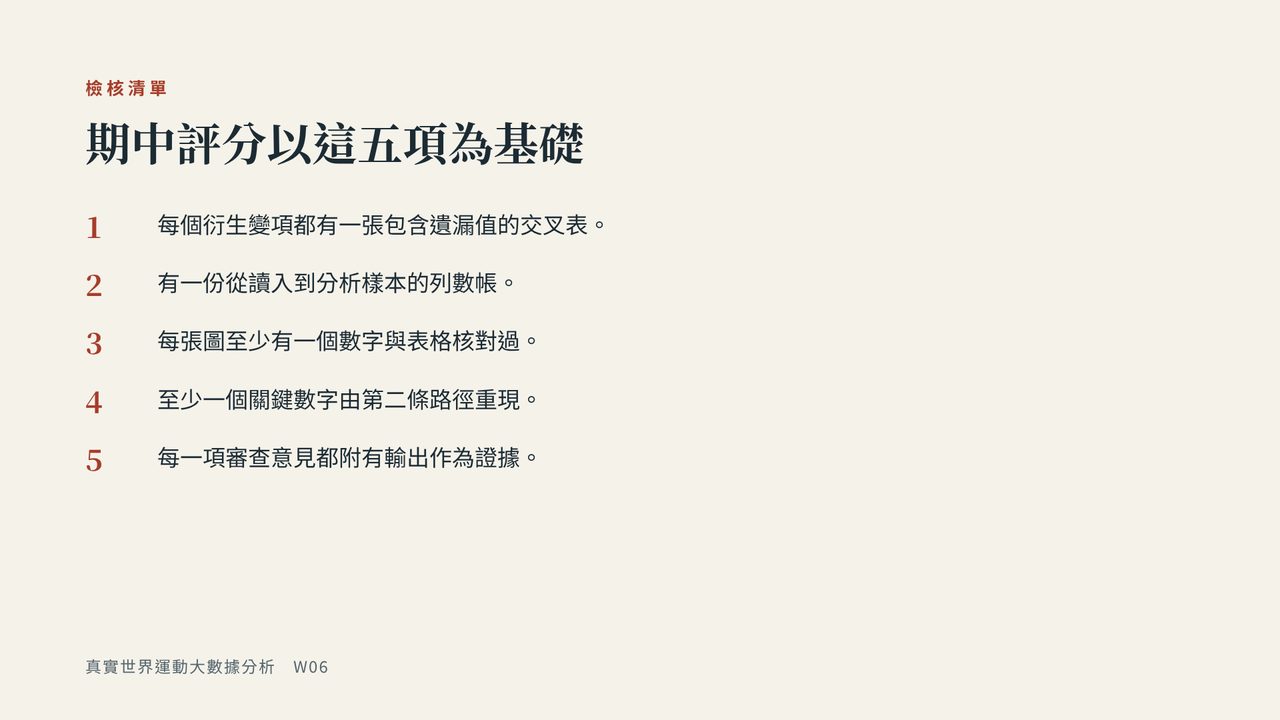 檢核清單
期中評分以這五項為基礎
1 每個衍生變項都有一張包含遺漏值的交叉表。
2 有一份從讀入到分析樣本的列數帳。
3 每張圖至少有一個數字與表格核對過。
4 至少一個關鍵數字由第二條路徑重現。
5 每一項審查意見都附有輸出作為證據。
真實世界運動大數據分析 W06